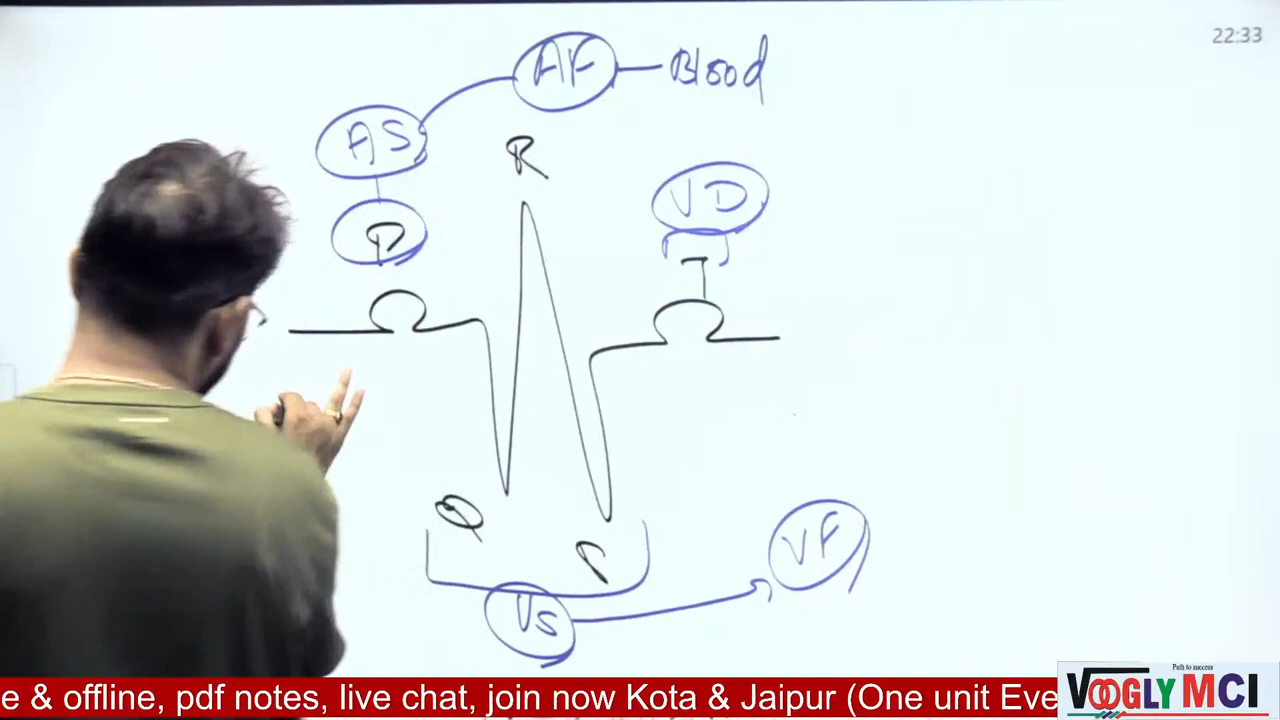 22:33
AF Blood
AS
R
VD
P
T
Q
S
VF
Vs
e & offline, pdf notes, live chat, join now Kota & Jaipur (One unit Eve
Path to success
VOOGLY MCI